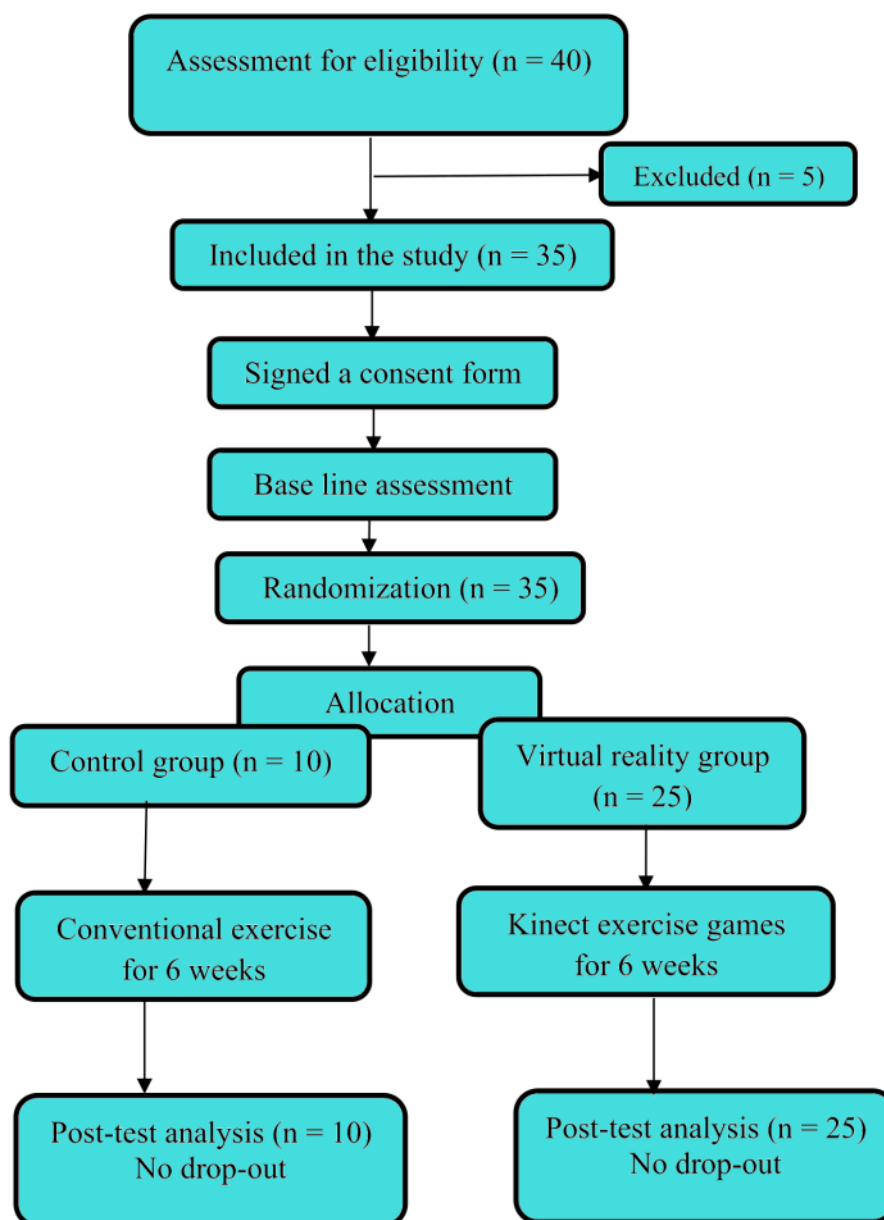 Assessment for eligibility (n = 40)
Excluded (n = 5)
Included in the study (n = 35)
Signed a consent form
Base line assessment
Randomization (n = 35)
Allocation
Control group (n = 10)
Virtual reality group
(n = 25)
Conventional exercise
for 6 weeks
Kinect exercise games
for 6 weeks
Post-test analysis (n = 10)
No drop-out
Post-test analysis (n = 25)
No drop-out